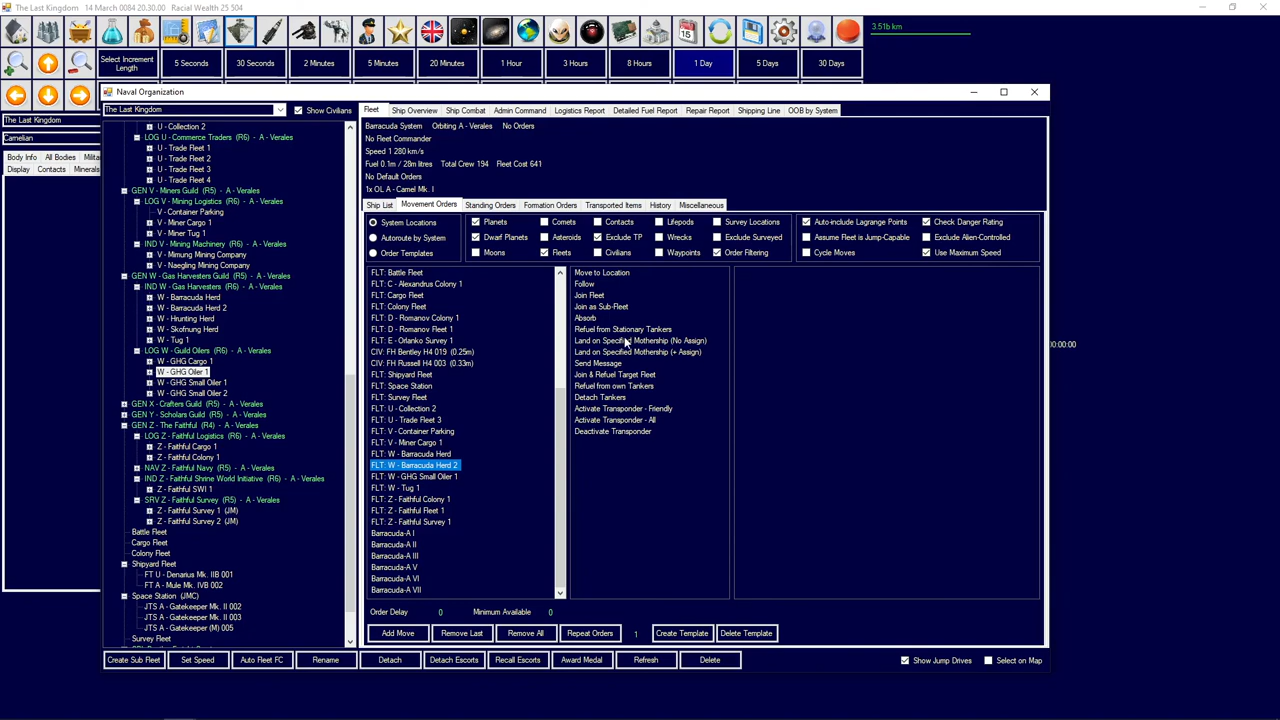 The Last Kingdom   14 March 0084 20.30.00   Racial Wealth 25 504
3.51b km
Select Increment Length
5 Seconds
30 Seconds
2 Minutes
5 Minutes
20 Minutes
1 Hour
3 Hours
8 Hours
1 Day
5 Days
30 Days
The Last Kingdom
Camelian
Body Info
All Bodies
Milita
Display
Contacts
Minerals
00:00:00
Naval Organization
The Last Kingdom
Show Civilians
U - Collection 2
LOG U - Commerce Traders (R6) - A - Verales
U - Trade Fleet 1
U - Trade Fleet 2
U - Trade Fleet 3
U - Trade Fleet 4
GEN V - Miners Guild (R5) - A - Verales
LOG V - Mining Logistics (R6) - A - Verales
V - Container Parking
V - Miner Cargo 1
V - Miner Tug 1
IND V - Mining Machinery (R6) - A - Verales
V - Mimung Mining Company
V - Naegling Mining Company
GEN W - Gas Harvesters Guild (R5) - A - Verales
IND W - Gas Harvesters (R6) - A - Verales
W - Barracuda Herd
W - Barracuda Herd 2
W - Hrunting Herd
W - Skofnung Herd
W - Tug 1
LOG W - Guild Oilers (R6) - A - Verales
W - GHG Cargo 1
W - GHG Oiler 1
W - GHG Small Oiler 1
W - GHG Small Oiler 2
GEN X - Crafters Guild (R6) - A - Verales
GEN Y - Scholars Guild (R6) - A - Verales
GEN Z - The Faithful (R4) - A - Verales
LOG Z - Faithful Logistics (R6) - A - Verales
Z - Faithful Cargo 1
Z - Faithful Colony 1
NAV Z - Faithful Navy (R5) - A - Verales
IND Z - Faithful Shrine World Initiative (R6) - A - Verales
Z - Faithful SWI 1
SRV Z - Faithful Survey (R5) - A - Verales
Z - Faithful Survey 1 (JM)
Z - Faithful Survey 2 (JM)
Battle Fleet
Cargo Fleet
Colony Fleet
Shipyard Fleet
FT U - Denarius Mk. IIB 001
FT A - Mule Mk. IVB 002
Space Station (JMC)
JTS A - Gatekeeper Mk. II 002
JTS A - Gatekeeper Mk. II 003
JTS A - Gatekeeper (M) 005
Survey Fleet
Fleet
Ship Overview
Ship Combat
Admin Command
Logistics Report
Detailed Fuel Report
Repair Report
Shipping Line
OOB by System
Barracuda System   Orbiting A - Verales   No Orders
No Fleet Commander
Speed 1 280 km/s
Fuel 0.1m / 28m litres   Total Crew 194   Fleet Cost 641
No Default Orders
1x OL A - Camel Mk. I
Ship List
Movement Orders
Standing Orders
Formation Orders
Transported Items
History
Miscellaneous
System Locations
Autoroute by System
Order Templates
Planets
Comets
Contacts
Lifepods
Survey Locations
Dwarf Planets
Asteroids
Exclude TP
Wrecks
Exclude Surveyed
Moons
Fleets
Civilians
Waypoints
Order Filtering
Auto-include Lagrange Points
Check Danger Rating
Assume Fleet is Jump-Capable
Exclude Alien-Controlled
Cycle Moves
Use Maximum Speed
FLT: Battle Fleet
FLT: C - Alexandrus Colony 1
FLT: Cargo Fleet
FLT: Colony Fleet
FLT: D - Romanov Colony 1
FLT: D - Romanov Fleet 1
FLT: E - Orlanko Survey 1
CIV: FH Bentley H4 019 (0.25m)
CIV: FH Russell H4 003 (0.33m)
FLT: Shipyard Fleet
FLT: Space Station
FLT: Survey Fleet
FLT: U - Collection 2
FLT: U - Trade Fleet 3
FLT: V - Container Parking
FLT: V - Miner Cargo 1
FLT: W - Barracuda Herd
FLT: W - Barracuda Herd 2
FLT: W - GHG Small Oiler 1
FLT: W - Tug 1
FLT: Z - Faithful Colony 1
FLT: Z - Faithful Fleet 1
FLT: Z - Faithful Survey 1
Barracuda-A I
Barracuda-A II
Barracuda-A III
Barracuda-A V
Barracuda-A VI
Barracuda-A VII
Move to Location
Follow
Join Fleet
Join as Sub-Fleet
Absorb
Refuel from Stationary Tankers
Land on Specified Mothership (No Assign)
Land on Specified Mothership (+ Assign)
Send Message
Join & Refuel Target Fleet
Refuel from own Tankers
Detach Tankers
Activate Transponder - Friendly
Activate Transponder - All
Deactivate Transponder
Order Delay   0   Minimum Available   0
Add Move
Remove Last
Remove All
Repeat Orders
1
Create Template
Delete Template
Create Sub Fleet
Set Speed
Auto Fleet FC
Rename
Detach
Detach Escorts
Recall Escorts
Award Medal
Refresh
Delete
Show Jump Drives
Select on Map